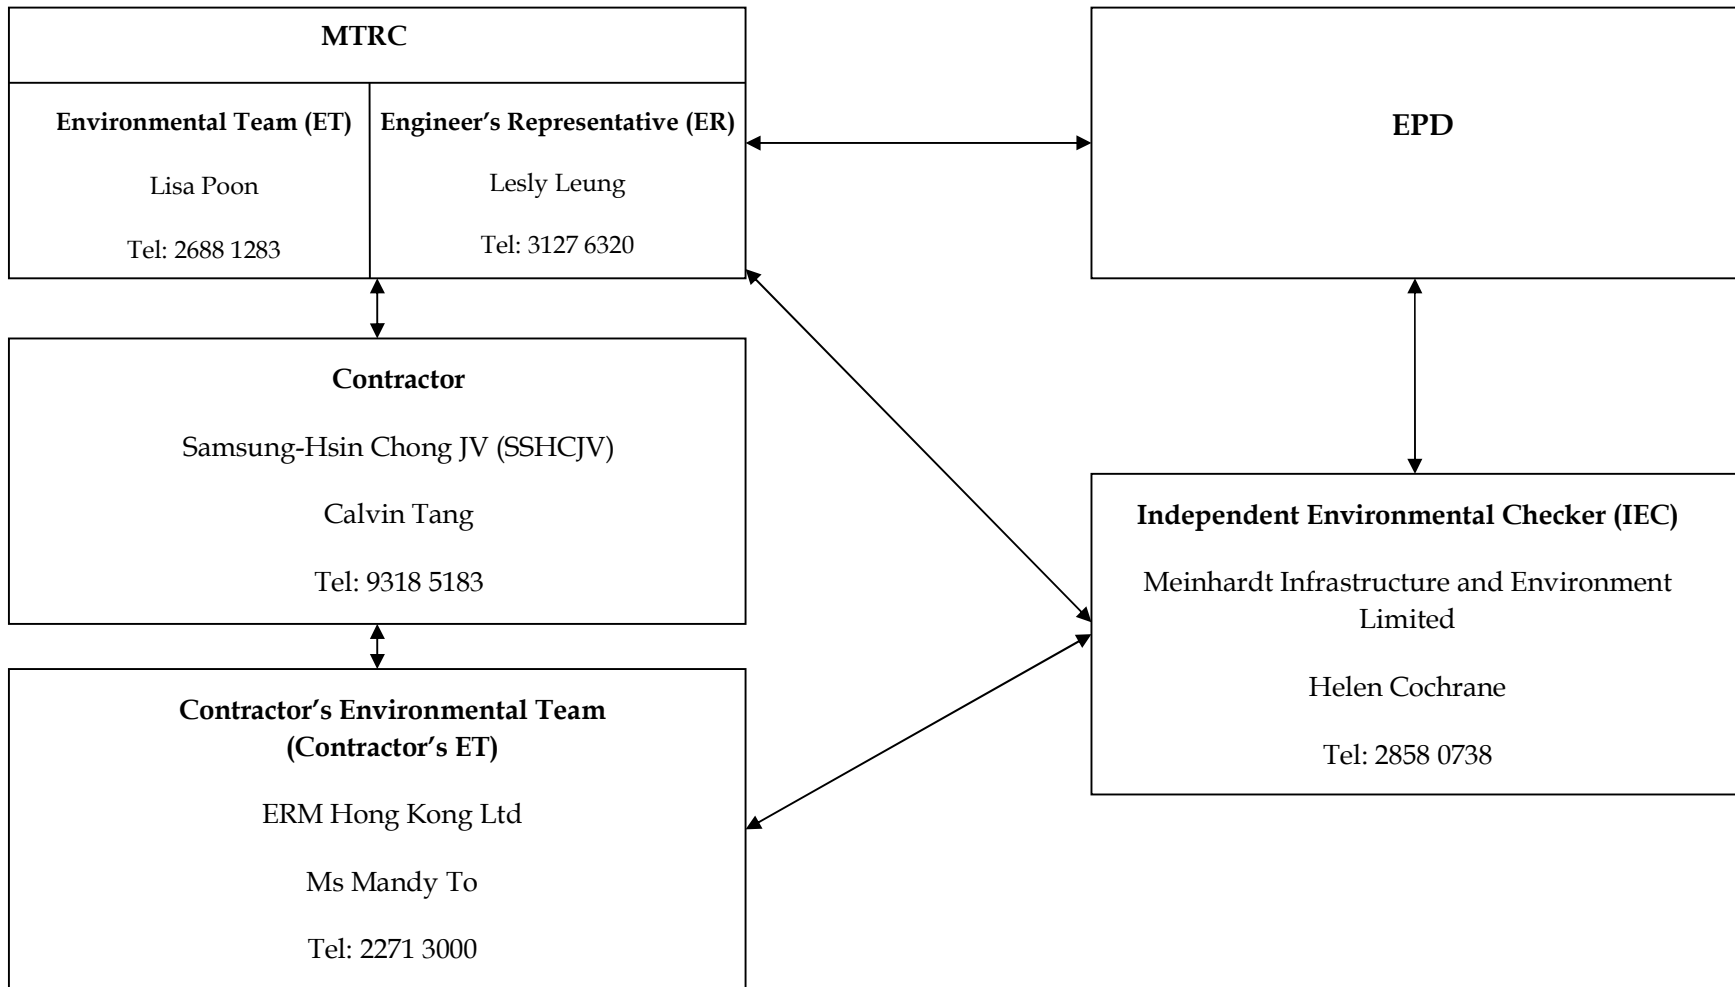 MTRC
Environmental Team (ET)
Lisa Poon
Tel: 2688 1283
Engineer’s Representative (ER)
Lesly Leung
Tel: 3127 6320
EPD
Contractor
Samsung-Hsin Chong JV (SSHCJV)
Calvin Tang
Tel: 9318 5183
Independent Environmental Checker (IEC)
Meinhardt Infrastructure and Environment
Limited
Helen Cochrane
Tel: 2858 0738
Contractor’s Environmental Team
(Contractor’s ET)
ERM Hong Kong Ltd
Ms Mandy To
Tel: 2271 3000